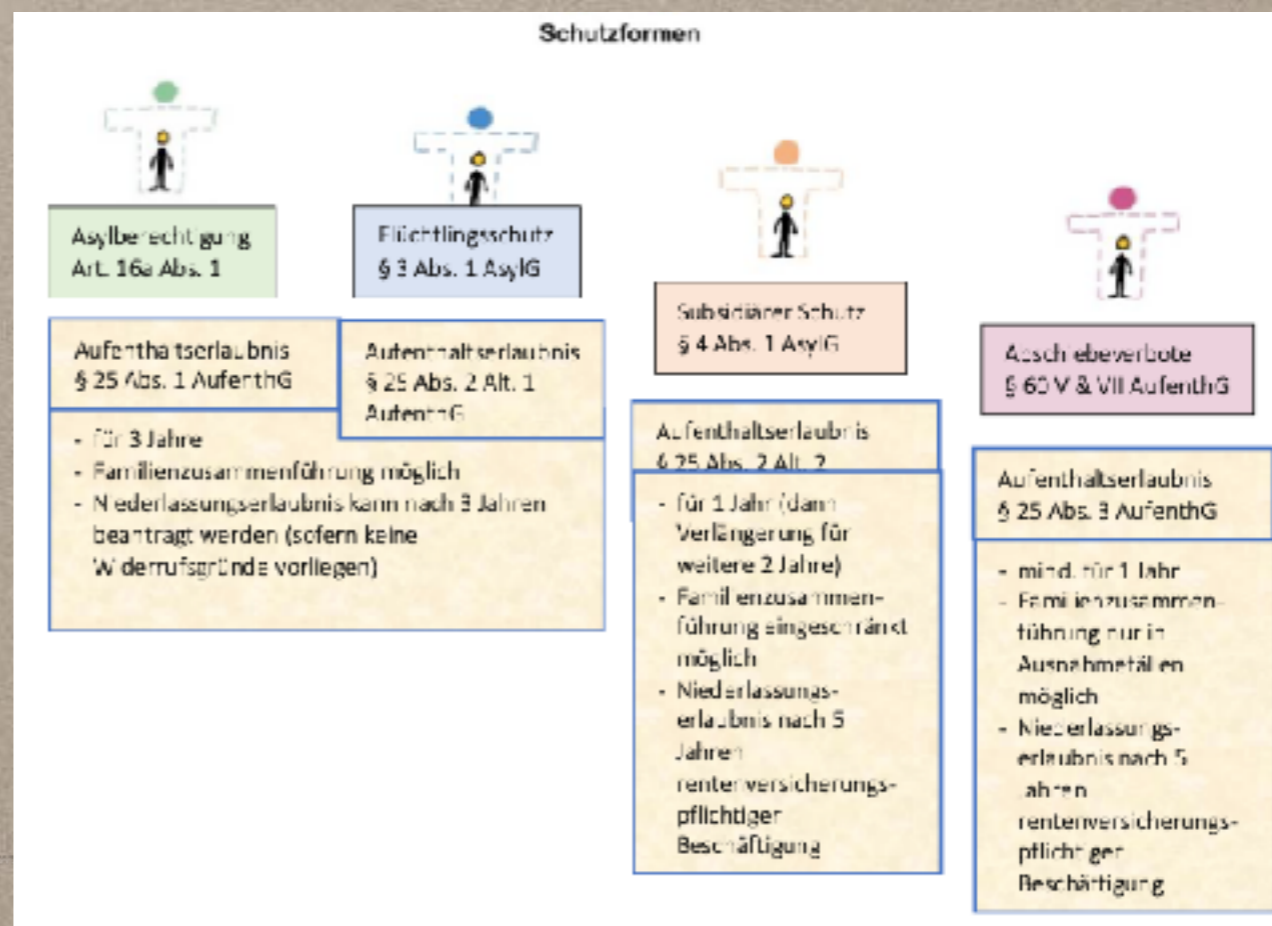 Schutzformen
Asylberechtigung
Art. 16a Abs. 1
Flüchtlingsschutz
§ 3 Abs. 1 AsylG
Subsidiärer Schutz
§ 4 Abs. 1 AsylG
Abschiebeverbote
§ 60 V & VII AufenthG
Aufenthaltserlaubnis
§ 25 Abs. 1 AufenthG
Aufenthaltserlaubnis
§ 25 Abs. 2 Alt. 1
AufenthG
- für 3 Jahre
- Familienzusammenführung möglich
- Niederlassungserlaubnis kann nach 3 Jahren
beantragt werden (sofern keine
Widerrufsgründe vorliegen)
Aufenthaltserlaubnis
§ 25 Abs. 2 Alt. 2
- für 1 Jahr (dann
Verlängerung für
weitere 2 Jahre)
- Familienzusammen-
führung eingeschränkt
möglich
- Niederlassungs-
erlaubnis nach 5
Jahren
rentenversicherungs-
pflichtiger
Beschäftigung
Aufenthaltserlaubnis
§ 25 Abs. 3 AufenthG
- mind. für 1 Jahr
- Familienzusammen-
führung nur in
Ausnahmefällen
möglich
- Niederlassungs-
erlaubnis nach 5
Jahren
rentenversicherungs-
pflichtiger
Beschäftigung